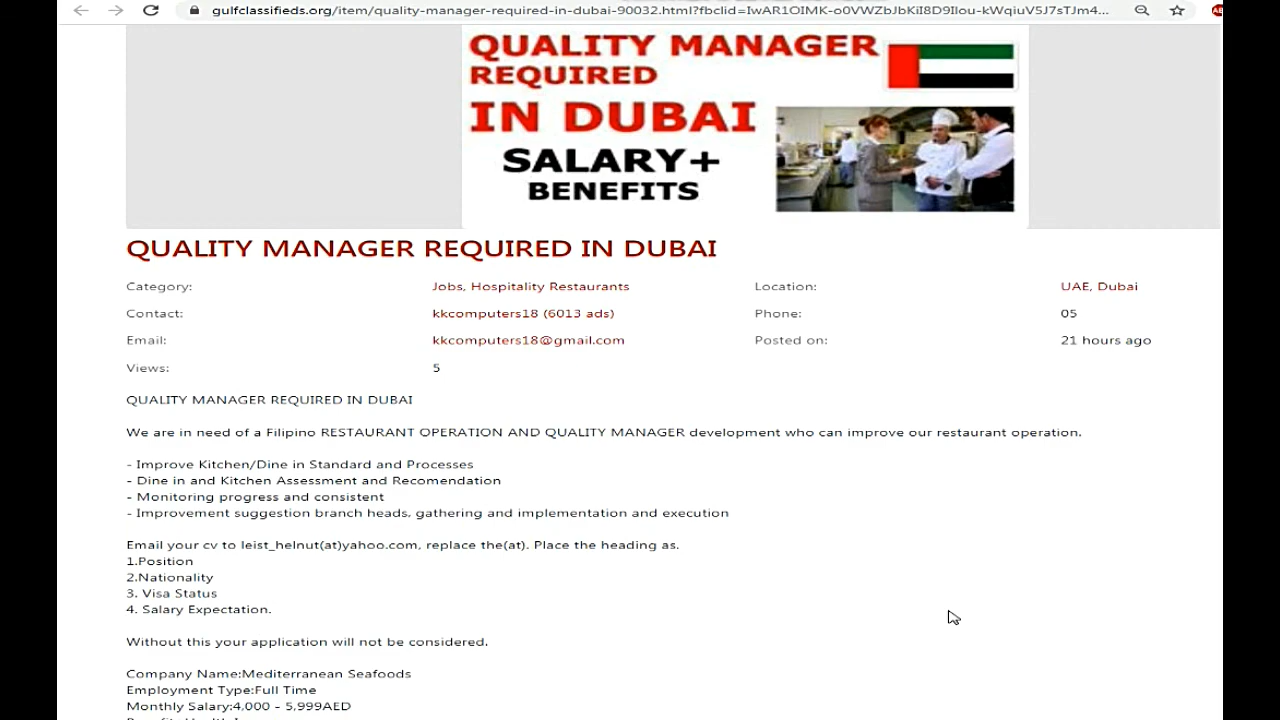 gulfclassifieds.org/item/quality-manager-required-in-dubai-90032.html?fbclid=IwAR1OIMK-o0VWZbJbKiI8D9Ilou-kWqiuV5J7sTJm4...
QUALITY MANAGER
REQUIRED
IN DUBAI
SALARY+
BENEFITS
QUALITY MANAGER REQUIRED IN DUBAI
Category: Jobs, Hospitality Restaurants Location: UAE, Dubai
Contact: kkcomputers18 (6013 ads) Phone: 05
Email: kkcomputers18@gmail.com Posted on: 21 hours ago
Views: 5
QUALITY MANAGER REQUIRED IN DUBAI
We are in need of a Filipino RESTAURANT OPERATION AND QUALITY MANAGER development who can improve our restaurant operation.
- Improve Kitchen/Dine in Standard and Processes
- Dine in and Kitchen Assessment and Recomendation
- Monitoring progress and consistent
- Improvement suggestion branch heads, gathering and implementation and execution
Email your cv to leist_helnut(at)yahoo.com, replace the(at). Place the heading as.
1.Position
2.Nationality
3. Visa Status
4. Salary Expectation.
Without this your application will not be considered.
Company Name:Mediterranean Seafoods
Employment Type:Full Time
Monthly Salary:4,000 - 5,999AED